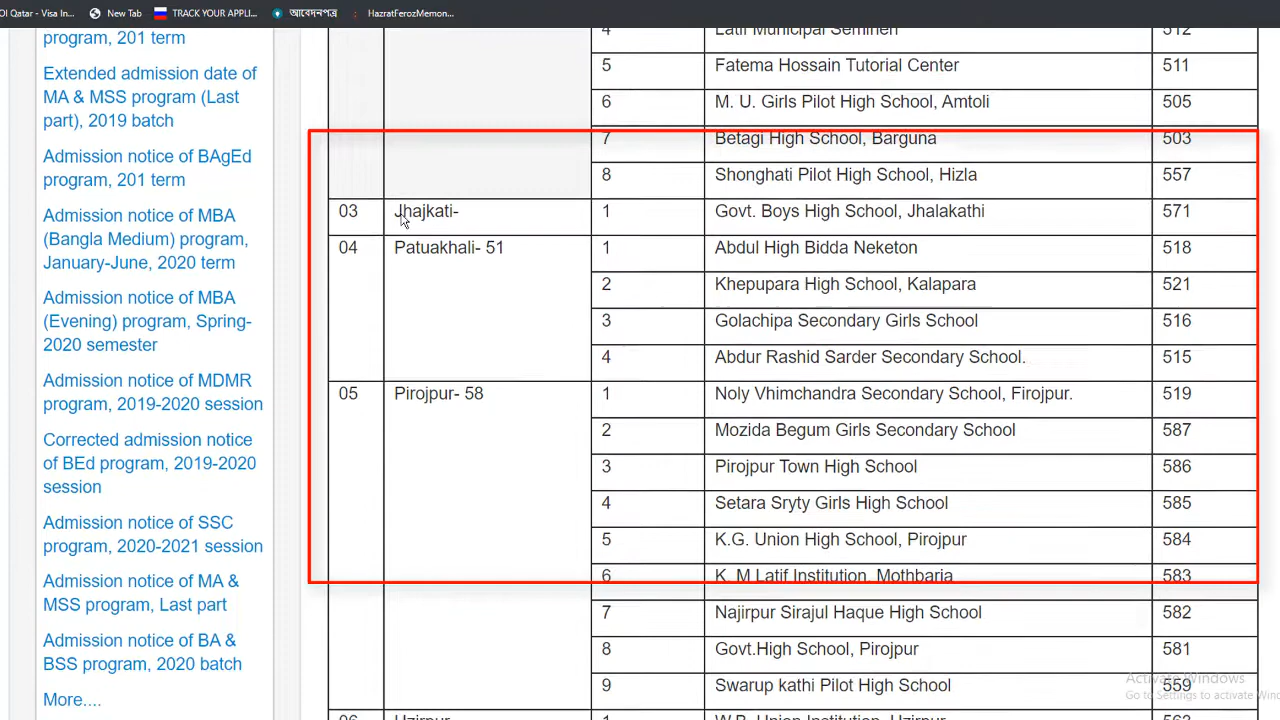 OI Qatar - Visa In... New Tab TRACK YOUR APPLI... আবেদনপত্র HazratFerozMemon...
program, 201 term
Extended admission date of
MA & MSS program (Last
part), 2019 batch
Admission notice of BAgEd
program, 201 term
Admission notice of MBA
(Bangla Medium) program,
January-June, 2020 term
Admission notice of MBA
(Evening) program, Spring-
2020 semester
Admission notice of MDMR
program, 2019-2020 session
Corrected admission notice
of BEd program, 2019-2020
session
Admission notice of SSC
program, 2020-2021 session
Admission notice of MA &
MSS program, Last part
Admission notice of BA &
BSS program, 2020 batch
More....
4 Latif Municipal Semineri 512
5 Fatema Hossain Tutorial Center 511
6 M. U. Girls Pilot High School, Amtoli 505
7 Betagi High School, Barguna 503
8 Shonghati Pilot High School, Hizla 557
03 Jhajkati- 1 Govt. Boys High School, Jhalakathi 571
04 Patuakhali- 51 1 Abdul High Bidda Neketon 518
2 Khepupara High School, Kalapara 521
3 Golachipa Secondary Girls School 516
4 Abdur Rashid Sarder Secondary School. 515
05 Pirojpur- 58 1 Noly Vhimchandra Secondary School, Firojpur. 519
2 Mozida Begum Girls Secondary School 587
3 Pirojpur Town High School 586
4 Setara Sryty Girls High School 585
5 K.G. Union High School, Pirojpur 584
6 K. M Latif Institution, Mothbaria 583
7 Najirpur Sirajul Haque High School 582
8 Govt.High School, Pirojpur 581
9 Swarup kathi Pilot High School 559
06 Uzirpur- 1 W.B. Union Institution, Uzirpur
Activate Windows
Go to Settings to activate Wind